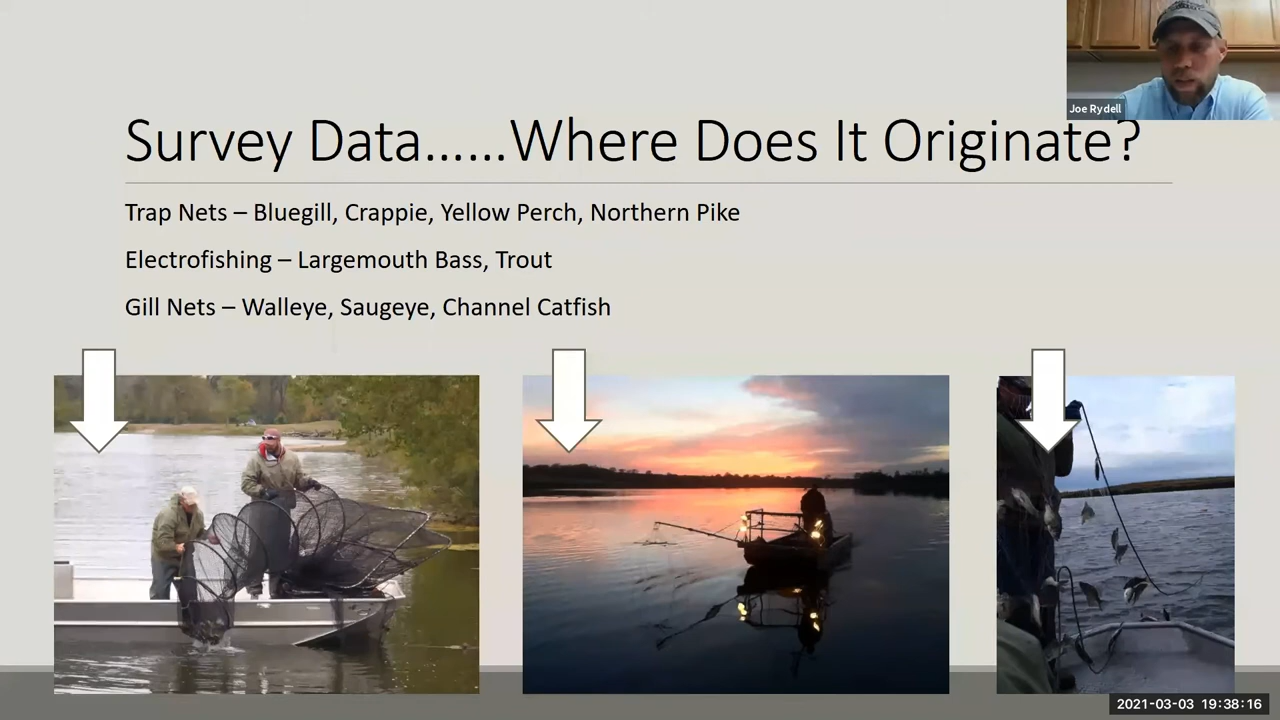 Joe Rydell
Survey Data……Where Does It Originate?
Trap Nets – Bluegill, Crappie, Yellow Perch, Northern Pike
Electrofishing – Largemouth Bass, Trout
Gill Nets – Walleye, Saugeye, Channel Catfish
2021-03-03 19:38:16